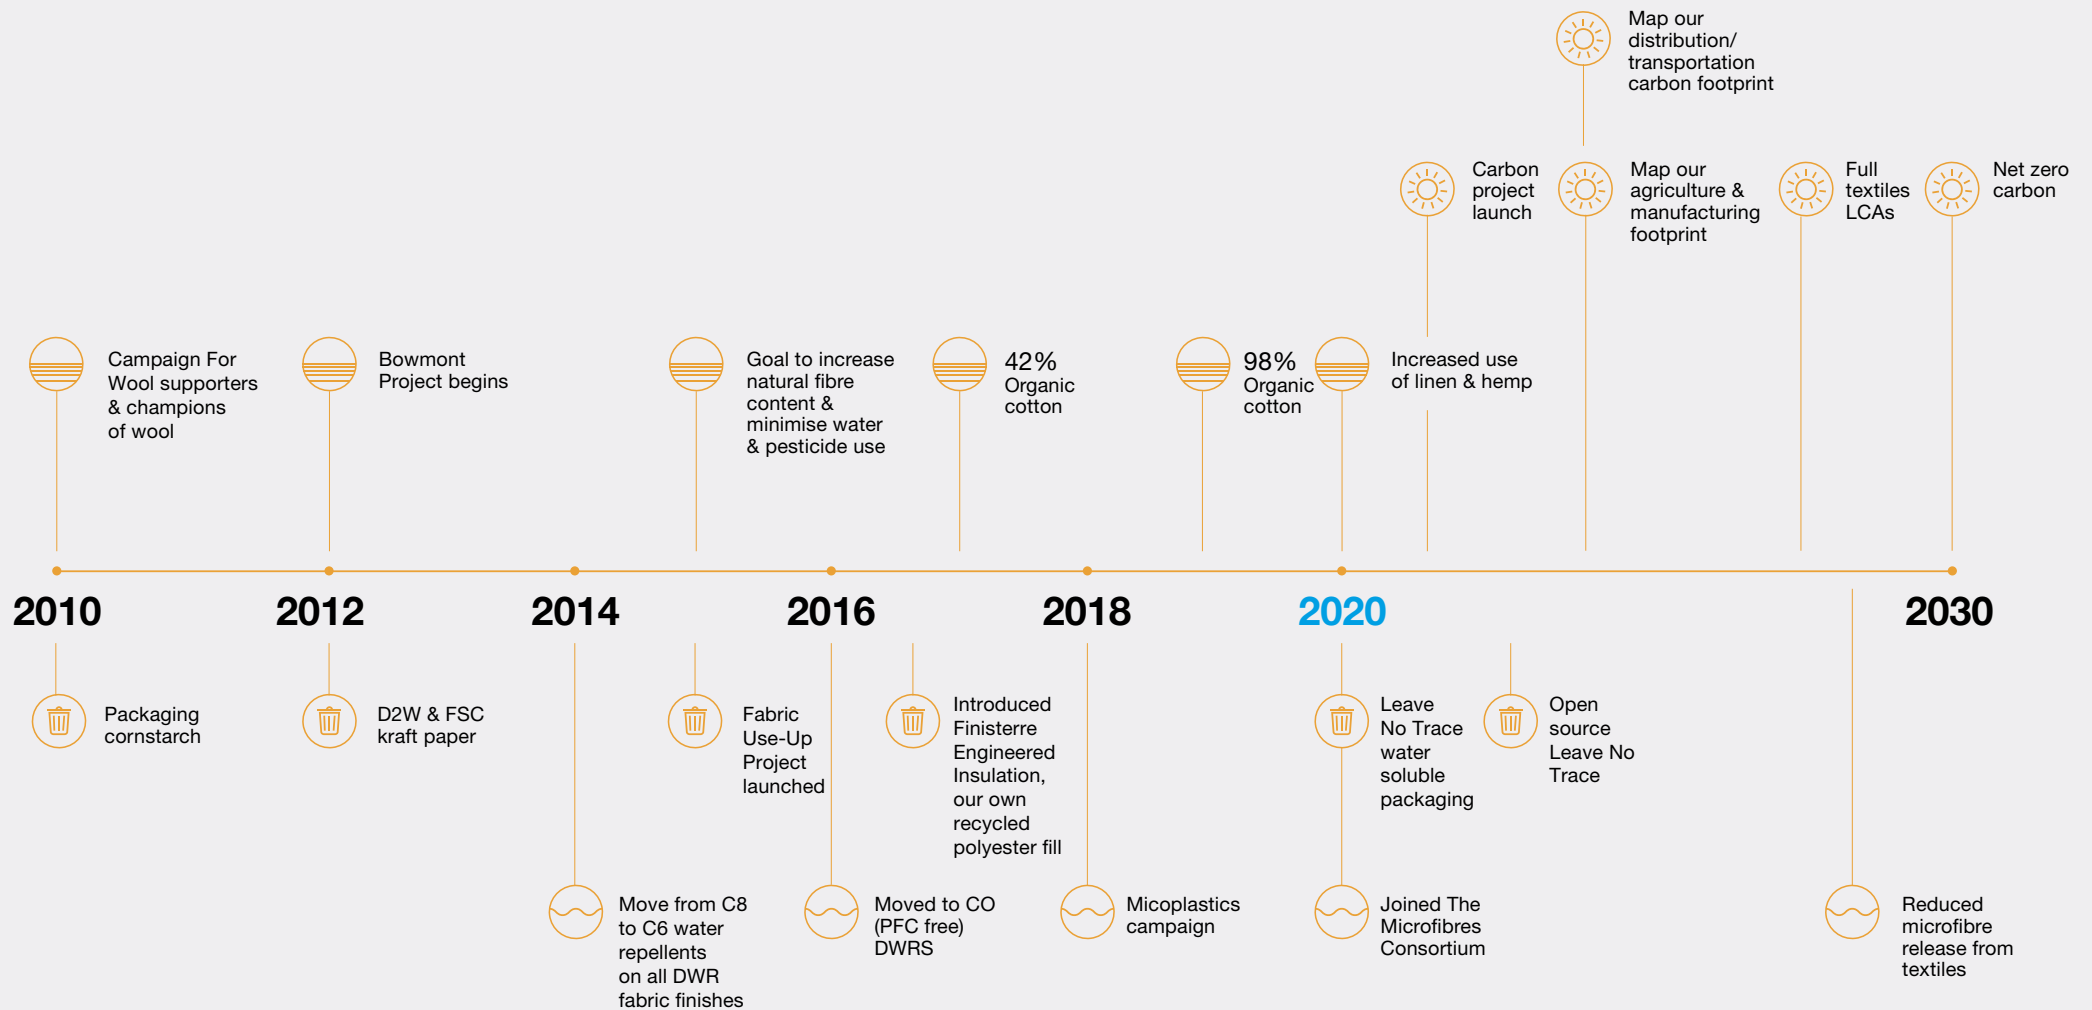 Map our
distribution/
transportation
carbon footprint
Carbon
project
launch
Map our
agriculture &
manufacturing
footprint
Full
textiles
LCAs
Net zero
carbon
Campaign For
Wool supporters
& champions
of wool
Bowmont
Project begins
Goal to increase
natural fibre
content &
minimise water
& pesticide use
42%
Organic
cotton
98%
Organic
cotton
Increased use
of linen & hemp
2010
2012
2014
2016
2018
2020
2030
Packaging
cornstarch
D2W & FSC
kraft paper
Fabric
Use-Up
Project
launched
Introduced
Finisterre
Engineered
Insulation,
our own
recycled
polyester fill
Leave
No Trace
water
soluble
packaging
Open
source
Leave No
Trace
Move from C8
to C6 water
repellents
on all DWR
fabric finishes
Moved to CO
(PFC free)
DWRS
Micoplastics
campaign
Joined The
Microfibres
Consortium
Reduced
microfibre
release from
textiles